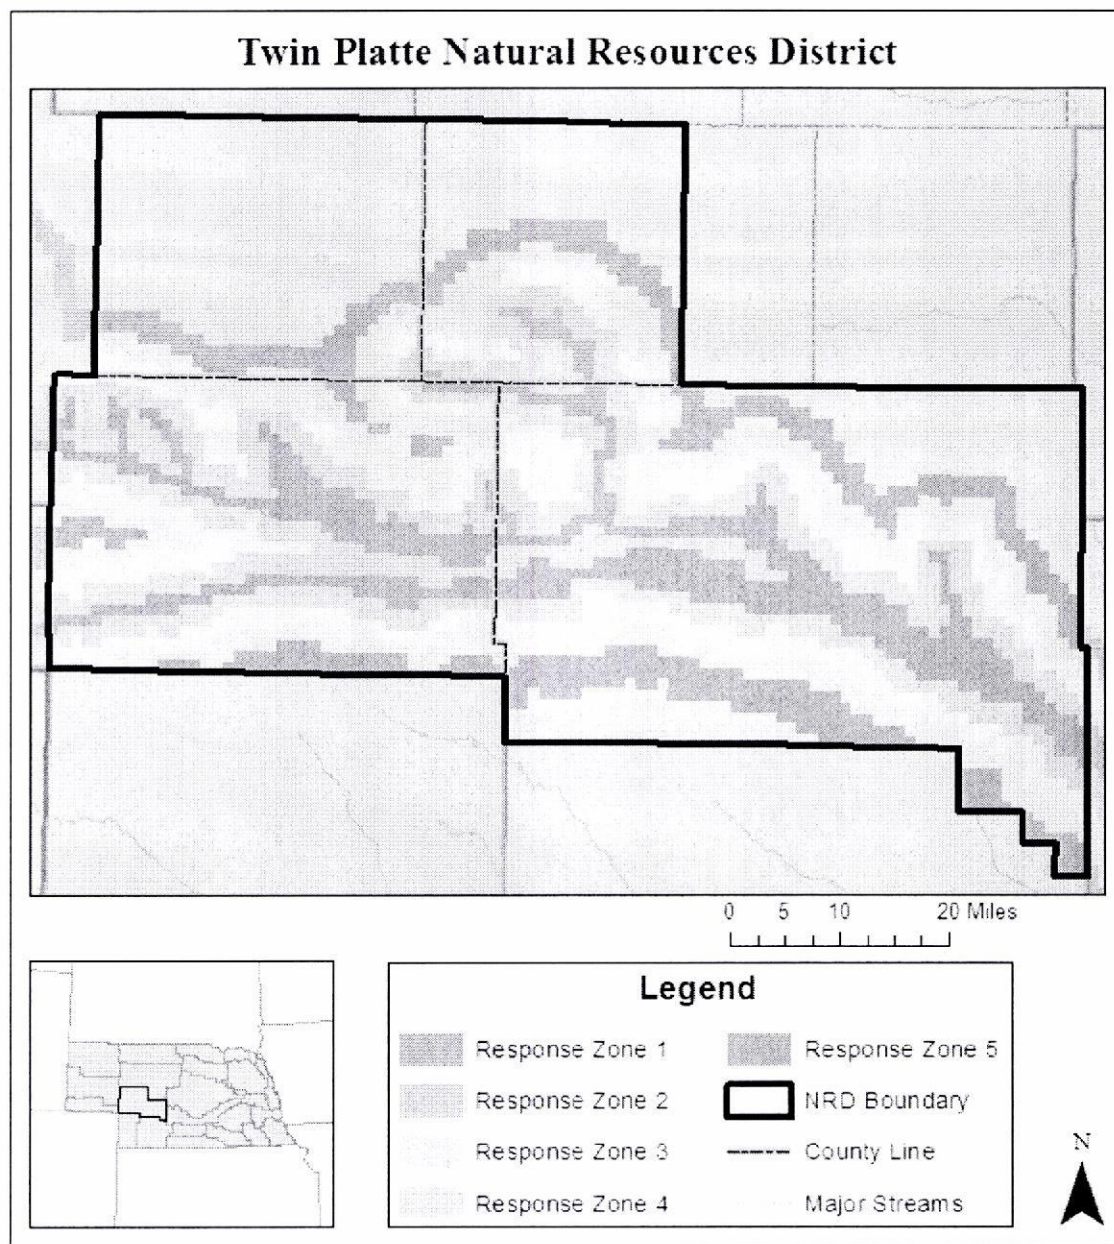 Twin Platte Natural Resources District
0 5 10 20 Miles
Legend
Response Zone 1
Response Zone 2
Response Zone 3
Response Zone 4
Response Zone 5
NRD Boundary
County Line
Major Streams
N